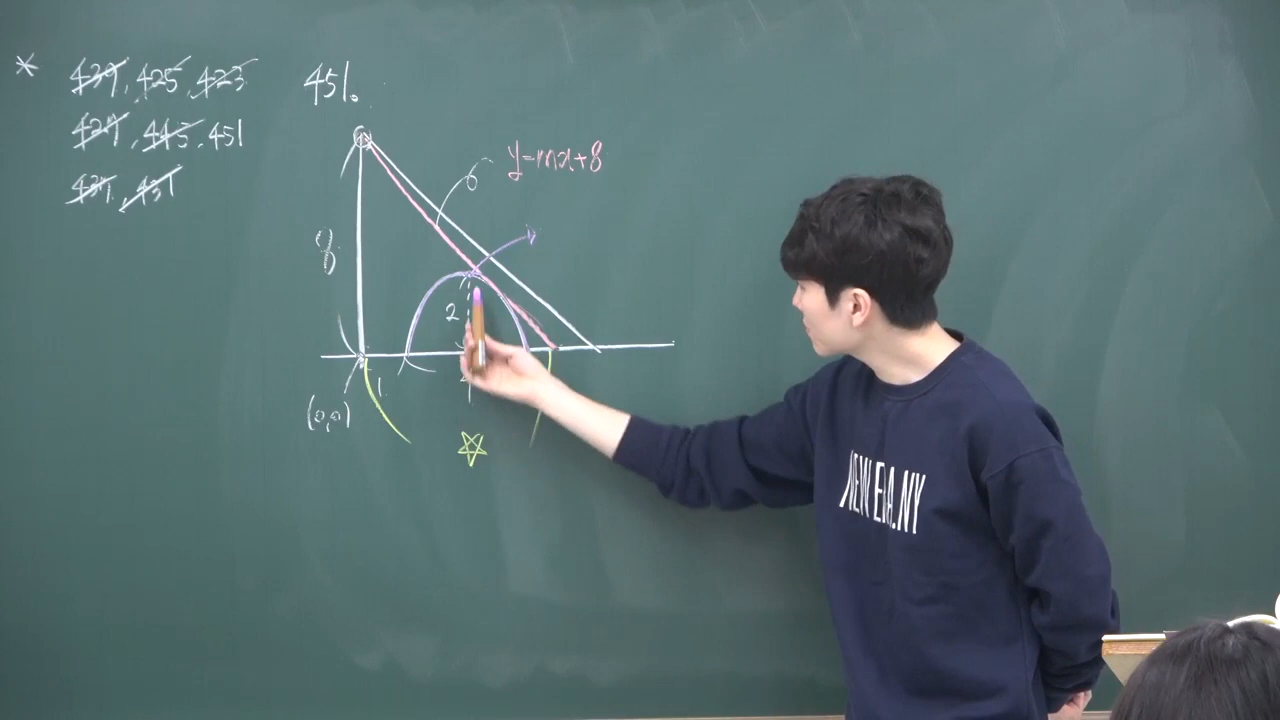 * 439, 425, 423
429, 445, 451
437, 431
451.
y=mx+8
8
2
1
(0,0)
NEW ERA.NY